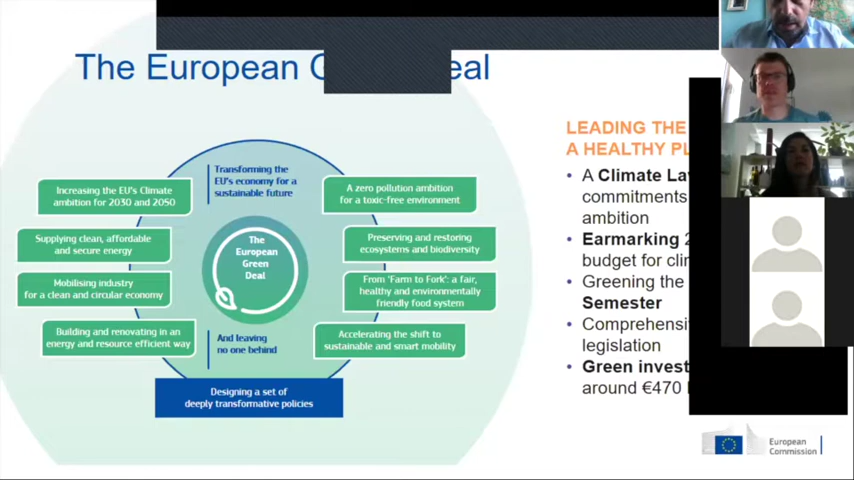 The European
eal
Transforming the
EU's economy for a
sustainable future
Increasing the EU's Climate
ambition for 2030 and 2050
Supplying clean, affordable
and secure energy
Mobilising industry
for a clean and circular economy
Building and renovating in an
energy and resource efficient way
The
European
Green
Deal
A zero pollution ambition
for a toxic-free environment
Preserving and restoring
ecosystems and biodiversity
From 'Farm to Fork': a fair,
healthy and environmentally
friendly food system
Accelerating the shift to
sustainable and smart mobility
And leaving
no one behind
Designing a set of
deeply transformative policies
LEADING THE
A HEALTHY PL
• A Climate La
commitments
ambition
• Earmarking 2
budget for cli
• Greening the
Semester
• Comprehensi
legislation
• Green invest
around €470
European
Commission